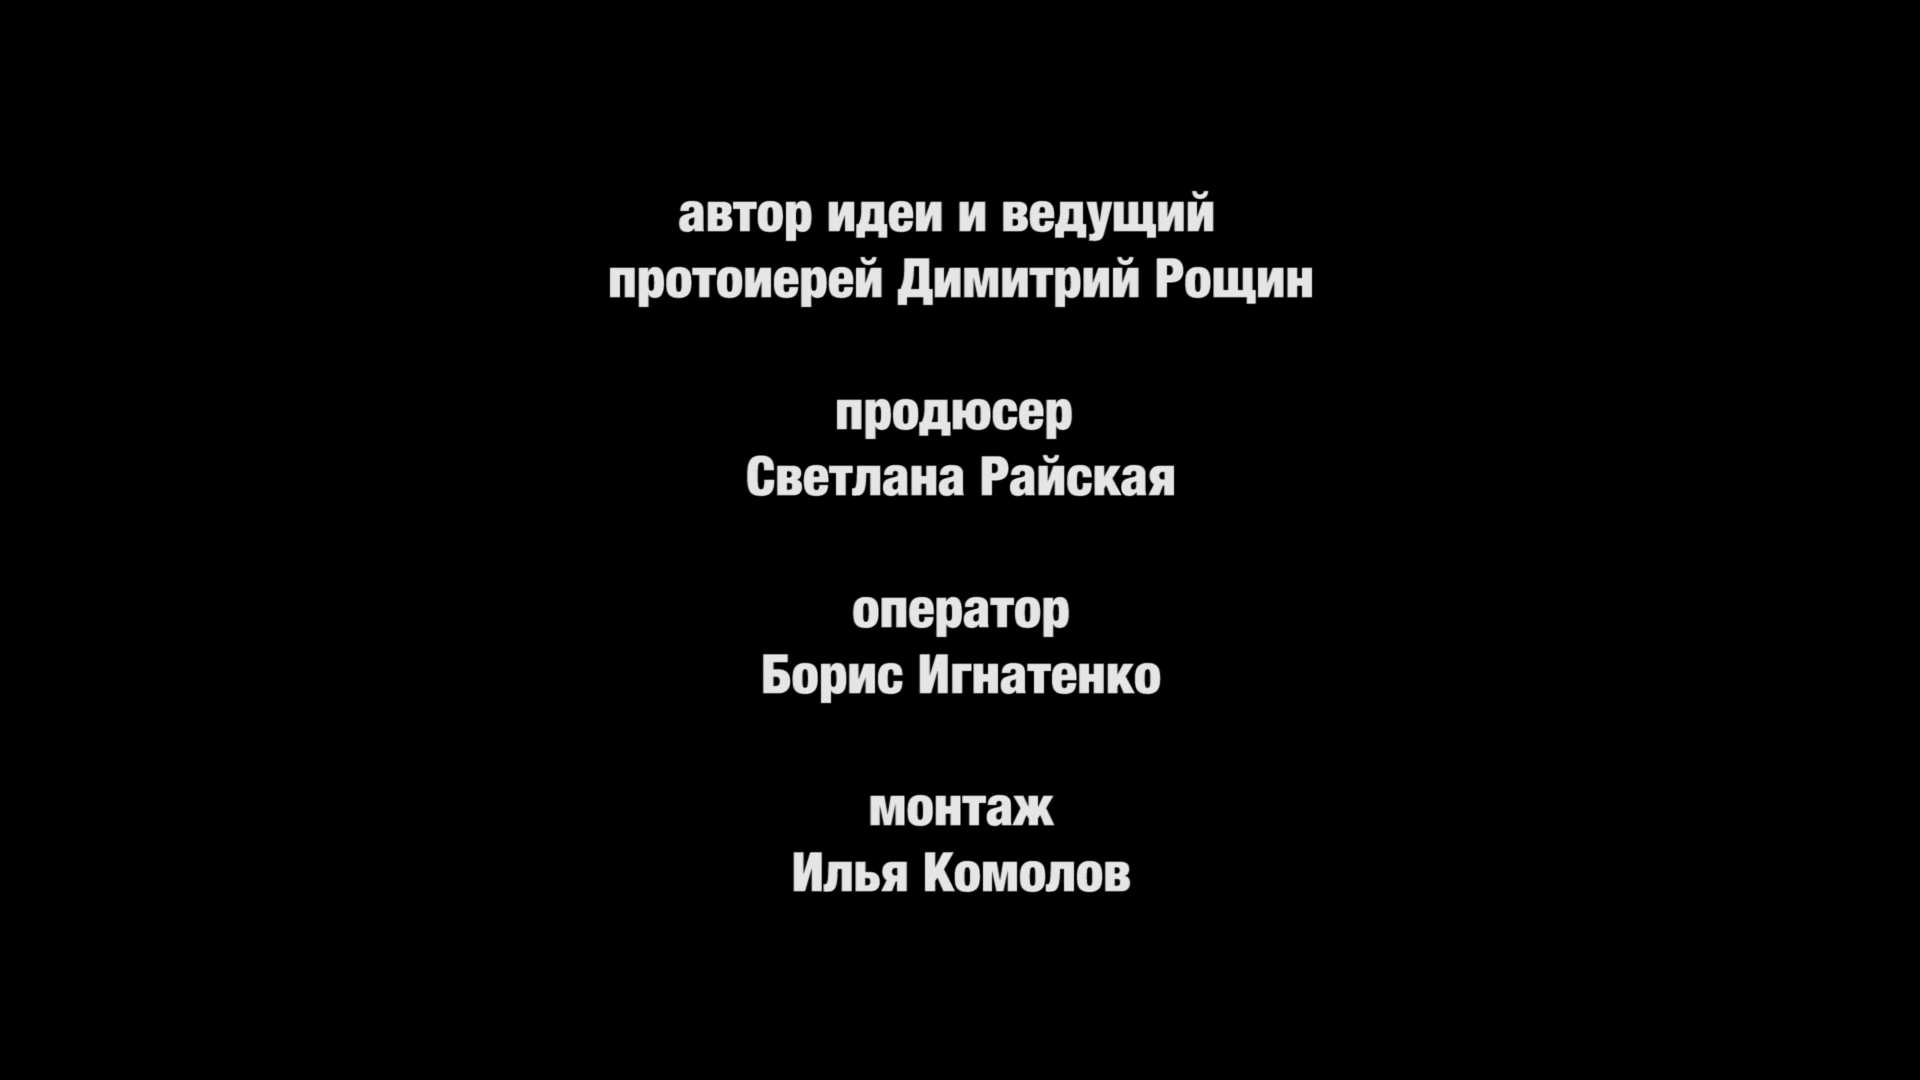 автор идеи и ведущий
протоиерей Димитрий Рощин
продюсер
Светлана Райская
оператор
Борис Игнатенко
монтаж
Илья Комолов